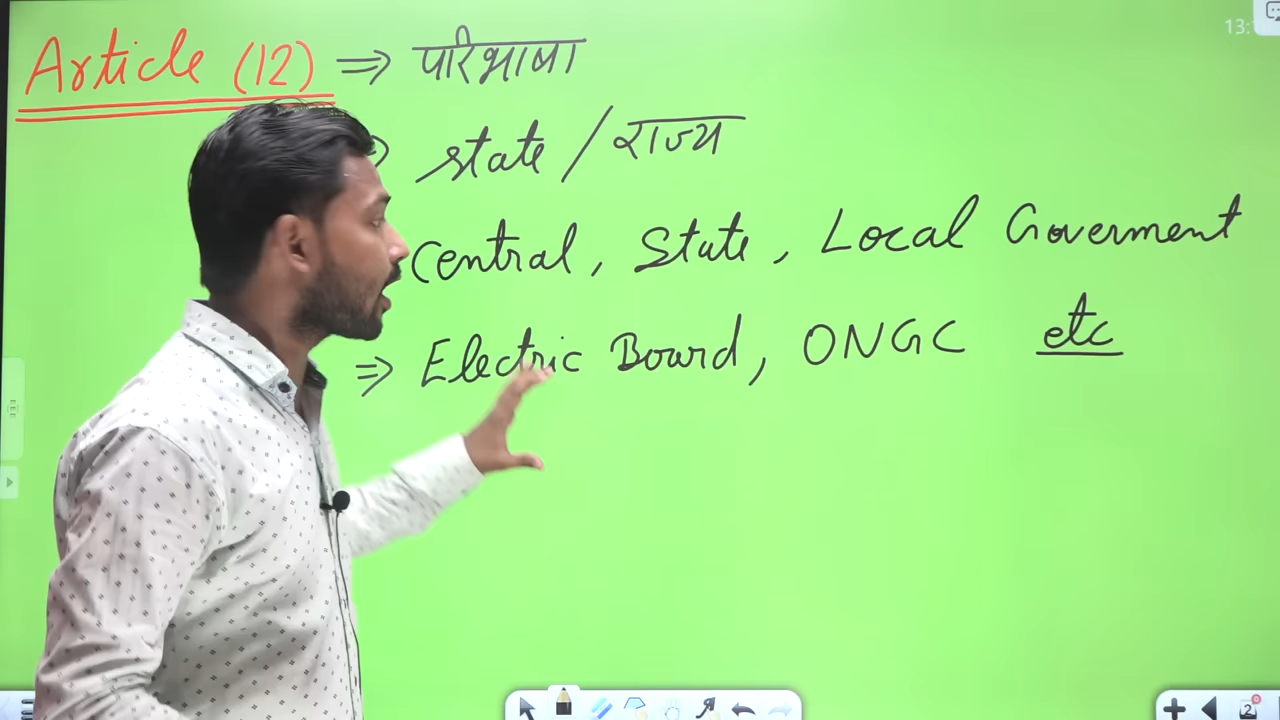 Article (12) ⇒ परिभाषा
state / राज्य
Central, State, Local Goverment
⇒ Electric Board, ONGC etc